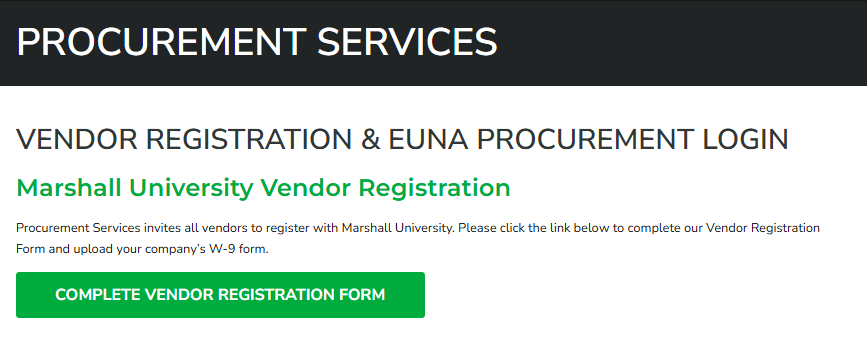 PROCUREMENT SERVICES
VENDOR REGISTRATION & EUNA PROCUREMENT LOGIN
Marshall University Vendor Registration
Procurement Services invites all vendors to register with Marshall University. Please click the link below to complete our Vendor Registration
Form and upload your company’s W-9 form.
COMPLETE VENDOR REGISTRATION FORM